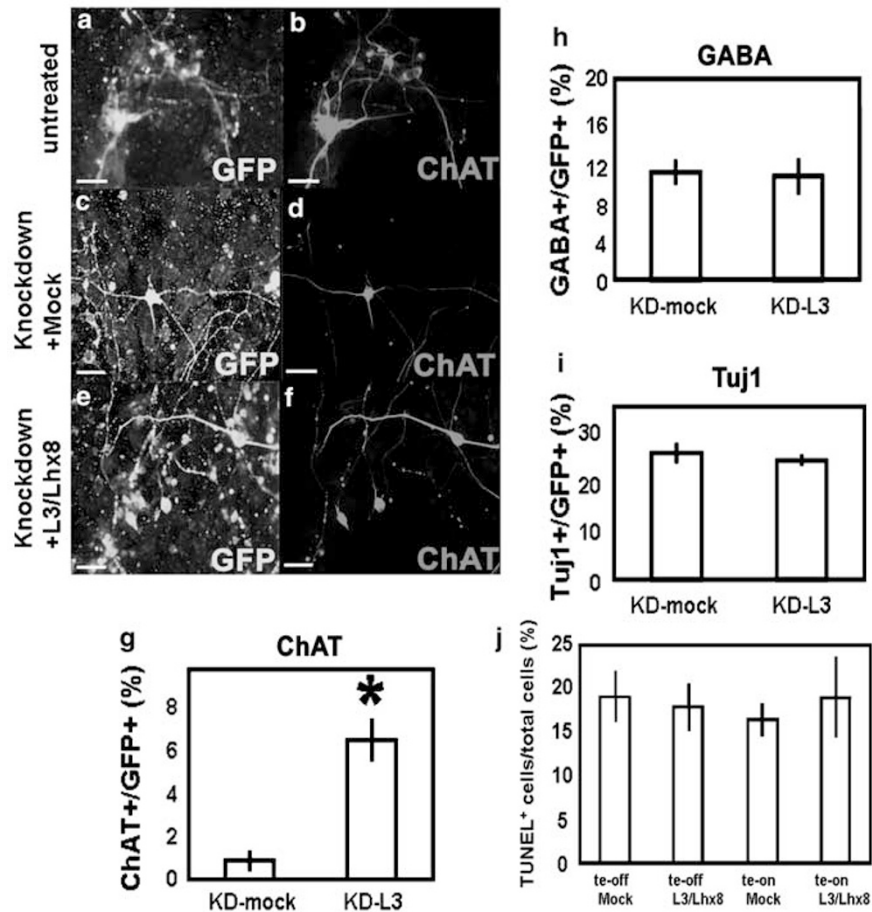 a
b
untreated
GFP
ChAT
c
d
Knockdown
+Mock
GFP
ChAT
e
f
Knockdown
+L3/Lhx8
GFP
ChAT
g
ChAT
ChAT+/GFP+ (%)
8
6
4
2
0
*
KD-mock
KD-L3
h
GABA
GABA+/GFP+ (%)
20
16
12
8
4
0
KD-mock
KD-L3
i
Tuj1
Tuj1+/GFP+ (%)
30
20
10
0
KD-mock
KD-L3
j
TUNEL+ cells/total cells (%)
25
20
15
10
5
0
te-off
Mock
te-off
L3/Lhx8
te-on
Mock
te-on
L3/Lhx8